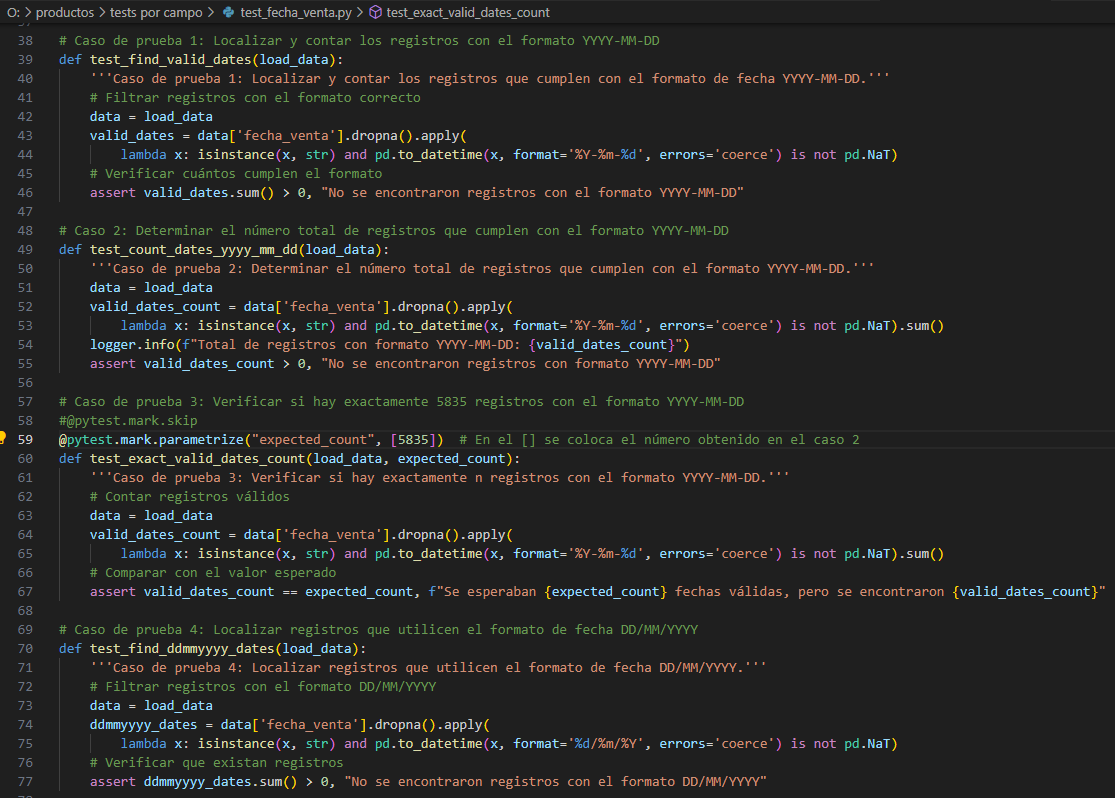 O: > productos > tests por campo > test_fecha_venta.py > test_exact_valid_dates_count
38 # Caso de prueba 1: Localizar y contar los registros con el formato YYYY-MM-DD
39 def test_find_valid_dates(load_data):
40 '''Caso de prueba 1: Localizar y contar los registros que cumplen con el formato de fecha YYYY-MM-DD.'''
41 # Filtrar registros con el formato correcto
42 data = load_data
43 valid_dates = data['fecha_venta'].dropna().apply(
44 lambda x: isinstance(x, str) and pd.to_datetime(x, format='%Y-%m-%d', errors='coerce') is not pd.NaT)
45 # Verificar cuántos cumplen el formato
46 assert valid_dates.sum() > 0, "No se encontraron registros con el formato YYYY-MM-DD"
47
48 # Caso 2: Determinar el número total de registros que cumplen con el formato YYYY-MM-DD
49 def test_count_dates_yyyy_mm_dd(load_data):
50 '''Caso de prueba 2: Determinar el número total de registros que cumplen con el formato YYYY-MM-DD.'''
51 data = load_data
52 valid_dates_count = data['fecha_venta'].dropna().apply(
53 lambda x: isinstance(x, str) and pd.to_datetime(x, format='%Y-%m-%d', errors='coerce') is not pd.NaT).sum()
54 logger.info(f"Total de registros con formato YYYY-MM-DD: {valid_dates_count}")
55 assert valid_dates_count > 0, "No se encontraron registros con formato YYYY-MM-DD"
56
57 # Caso de prueba 3: Verificar si hay exactamente 5835 registros con el formato YYYY-MM-DD
58 #@pytest.mark.skip
59 @pytest.mark.parametrize("expected_count", [5835]) # En el [] se coloca el número obtenido en el caso 2
60 def test_exact_valid_dates_count(load_data, expected_count):
61 '''Caso de prueba 3: Verificar si hay exactamente n registros con el formato YYYY-MM-DD.'''
62 # Contar registros válidos
63 data = load_data
64 valid_dates_count = data['fecha_venta'].dropna().apply(
65 lambda x: isinstance(x, str) and pd.to_datetime(x, format='%Y-%m-%d', errors='coerce') is not pd.NaT).sum()
66 # Comparar con el valor esperado
67 assert valid_dates_count == expected_count, f"Se esperaban {expected_count} fechas válidas, pero se encontraron {valid_dates_count}"
68
69 # Caso de prueba 4: Localizar registros que utilicen el formato de fecha DD/MM/YYYY
70 def test_find_ddmmyyyy_dates(load_data):
71 '''Caso de prueba 4: Localizar registros que utilicen el formato de fecha DD/MM/YYYY.'''
72 # Filtrar registros con el formato DD/MM/YYYY
73 data = load_data
74 ddmmyyyy_dates = data['fecha_venta'].dropna().apply(
75 lambda x: isinstance(x, str) and pd.to_datetime(x, format='%d/%m/%Y', errors='coerce') is not pd.NaT)
76 # Verificar que existan registros
77 assert ddmmyyyy_dates.sum() > 0, "No se encontraron registros con el formato DD/MM/YYYY"